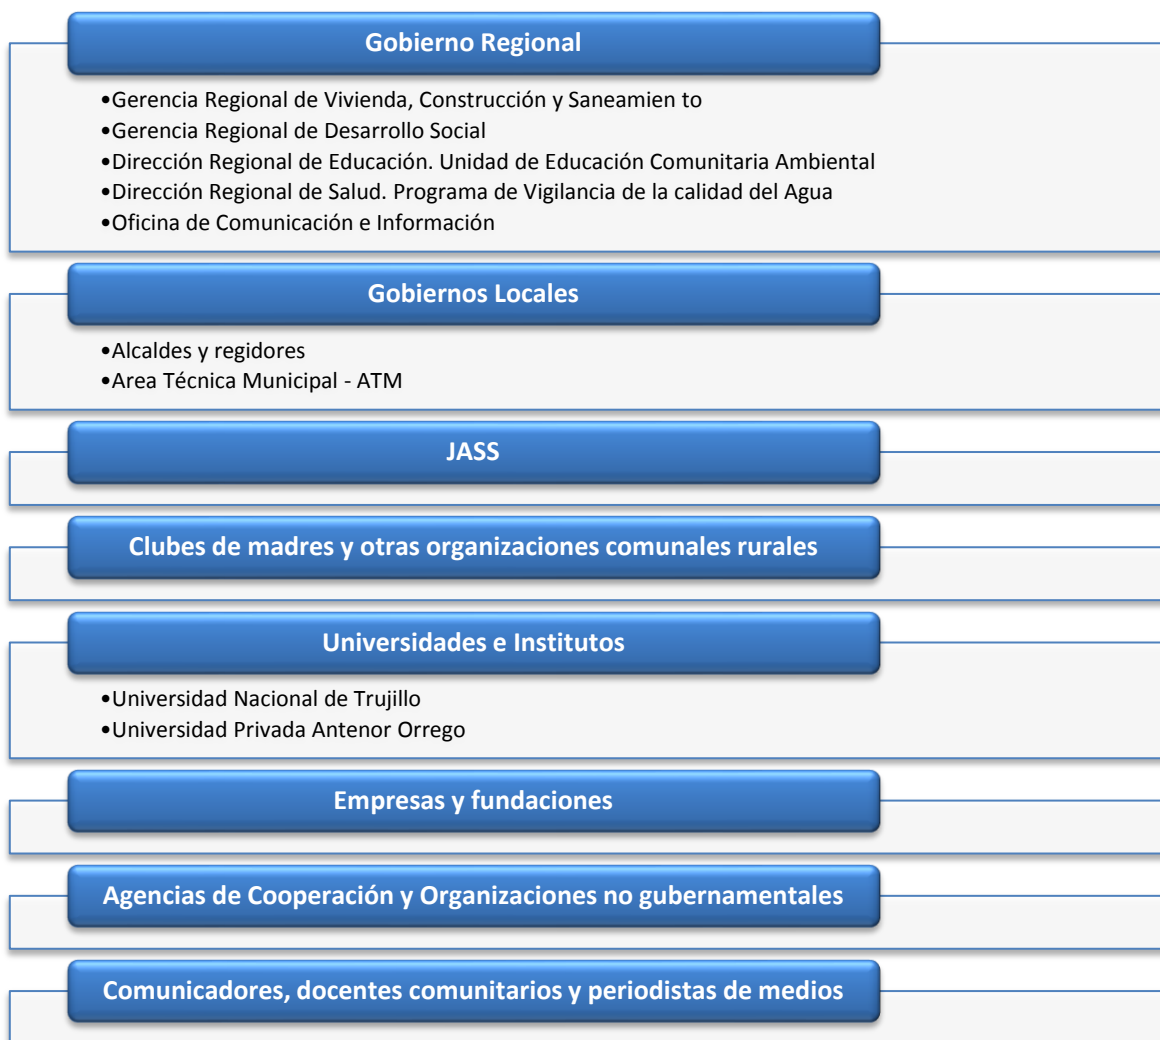 Gobierno Regional
•Gerencia Regional de Vivienda, Construcción y Saneamien to
•Gerencia Regional de Desarrollo Social
•Dirección Regional de Educación. Unidad de Educación Comunitaria Ambiental
•Dirección Regional de Salud. Programa de Vigilancia de la calidad del Agua
•Oficina de Comunicación e Información
Gobiernos Locales
•Alcaldes y regidores
•Area Técnica Municipal - ATM
JASS
Clubes de madres y otras organizaciones comunales rurales
Universidades e Institutos
•Universidad Nacional de Trujillo
•Universidad Privada Antenor Orrego
Empresas y fundaciones
Agencias de Cooperación y Organizaciones no gubernamentales
Comunicadores, docentes comunitarios y periodistas de medios